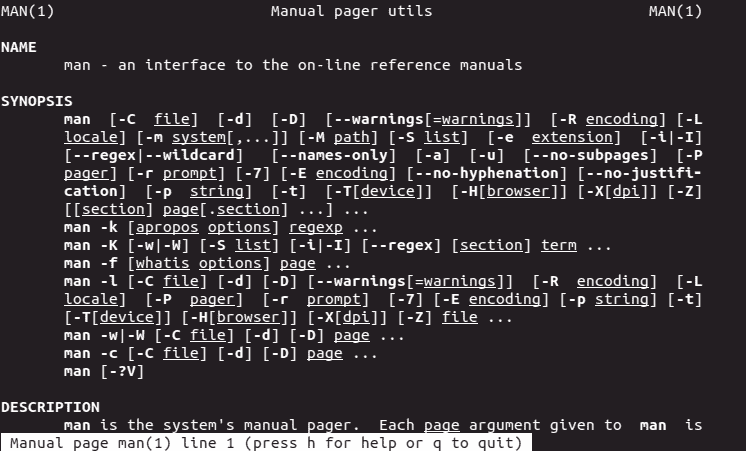 MAN(1)                           Manual pager utils                           MAN(1)
NAME
man - an interface to the on-line reference manuals
SYNOPSIS
man  [-C  file]  [-d]  [-D]  [--warnings[=warnings]]  [-R encoding] [-L
locale] [-m system[,...]] [-M path] [-S list]  [-e  extension]  [-i|-I]
[--regex|--wildcard]   [--names-only]  [-a]  [-u]  [--no-subpages]  [-P
pager] [-r prompt] [-7] [-E encoding] [--no-hyphenation] [--no-justifi-
cation]  [-p  string]  [-t]  [-T[device]]  [-H[browser]] [-X[dpi]] [-Z]
[[section] page[.section] ...] ...
man -k [apropos options] regexp ...
man -K [-w|-W] [-S list] [-i|-I] [--regex] [section] term ...
man -f [whatis options] page ...
man -l [-C file] [-d] [-D] [--warnings[=warnings]]  [-R  encoding]  [-L
locale]  [-P  pager]  [-r  prompt]  [-7] [-E encoding] [-p string] [-t]
[-T[device]] [-H[browser]] [-X[dpi]] [-Z] file ...
man -w|-W [-C file] [-d] [-D] page ...
man -c [-C file] [-d] [-D] page ...
man [-?V]
DESCRIPTION
man is the system's manual pager.  Each page argument given to  man  is
Manual page man(1) line 1 (press h for help or q to quit)